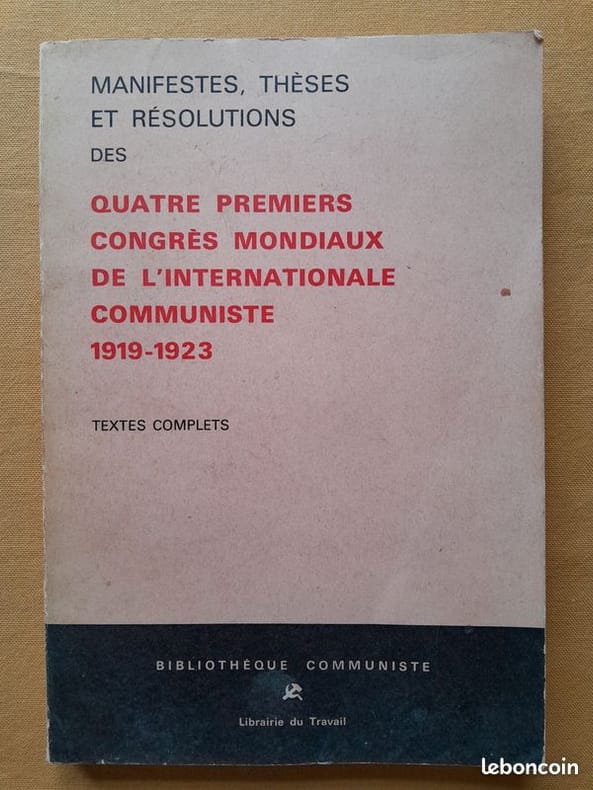 MANIFESTES, THÈSES
ET RÉSOLUTIONS
DES
QUATRE PREMIERS
CONGRÈS MONDIAUX
DE L'INTERNATIONALE
COMMUNISTE
1919-1923
TEXTES COMPLETS
BIBLIOTHÈQUE COMMUNISTE
Librairie du Travail
leboncoin